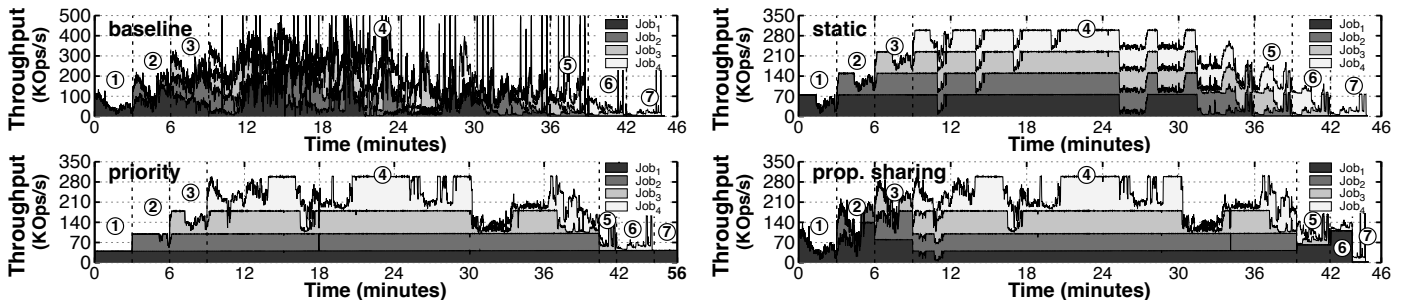 baseline
Throughput
(KOps/s)
500
400
300
200
100
0
① ② ③ ④ ⑤ ⑥ ⑦
Job1
Job2
Job3
Job4
0 6 12 18 24 30 36 42 46
Time (minutes)
static
Throughput
(KOps/s)
350
280
210
140
70
0
① ② ③ ④ ⑤ ⑥ ⑦
Job1
Job2
Job3
Job4
0 6 12 18 24 30 36 42 46
Time (minutes)
priority
Throughput
(KOps/s)
350
280
210
140
70
0
① ② ③ ④ ⑤ ⑥ ⑦
Job1
Job2
Job3
Job4
0 6 12 18 24 30 36 42 56
Time (minutes)
prop. sharing
Throughput
(KOps/s)
350
280
210
140
70
0
① ② ③ ④ ⑤ ⑥ ⑦
Job1
Job2
Job3
Job4
0 6 12 18 24 30 36 42 46
Time (minutes)